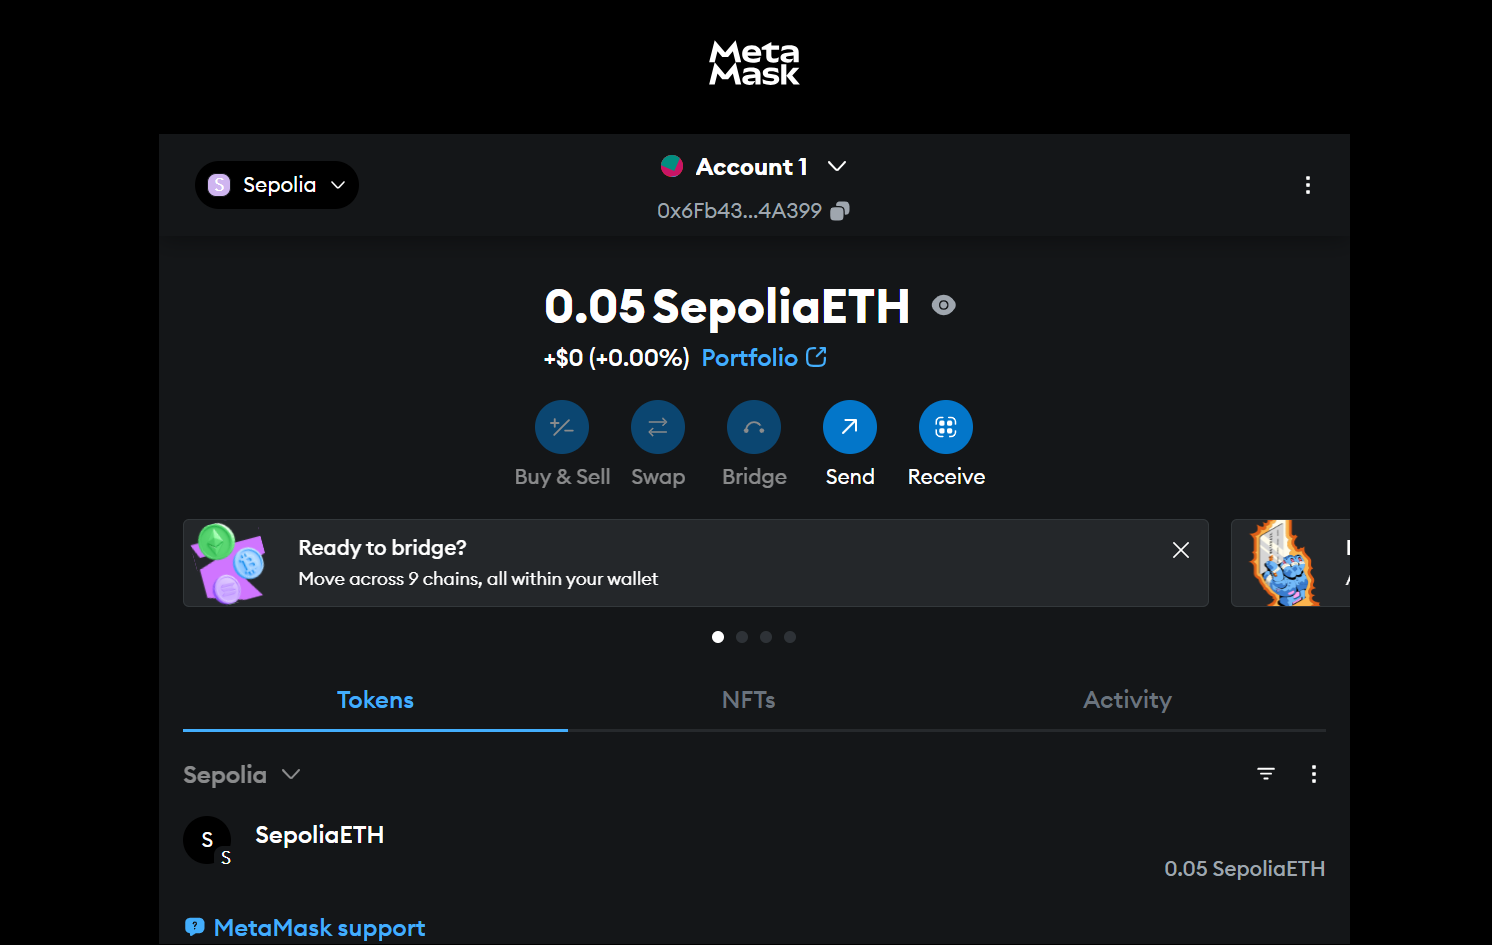 Meta
Mask
S Sepolia
Account 1
0x6Fb43...4A399
0.05 SepoliaETH
+$0 (+0.00%) Portfolio
Buy & Sell Swap Bridge Send Receive
Ready to bridge?
Move across 9 chains, all within your wallet
Tokens NFTs Activity
Sepolia
S
S
SepoliaETH
0.05 SepoliaETH
? MetaMask support